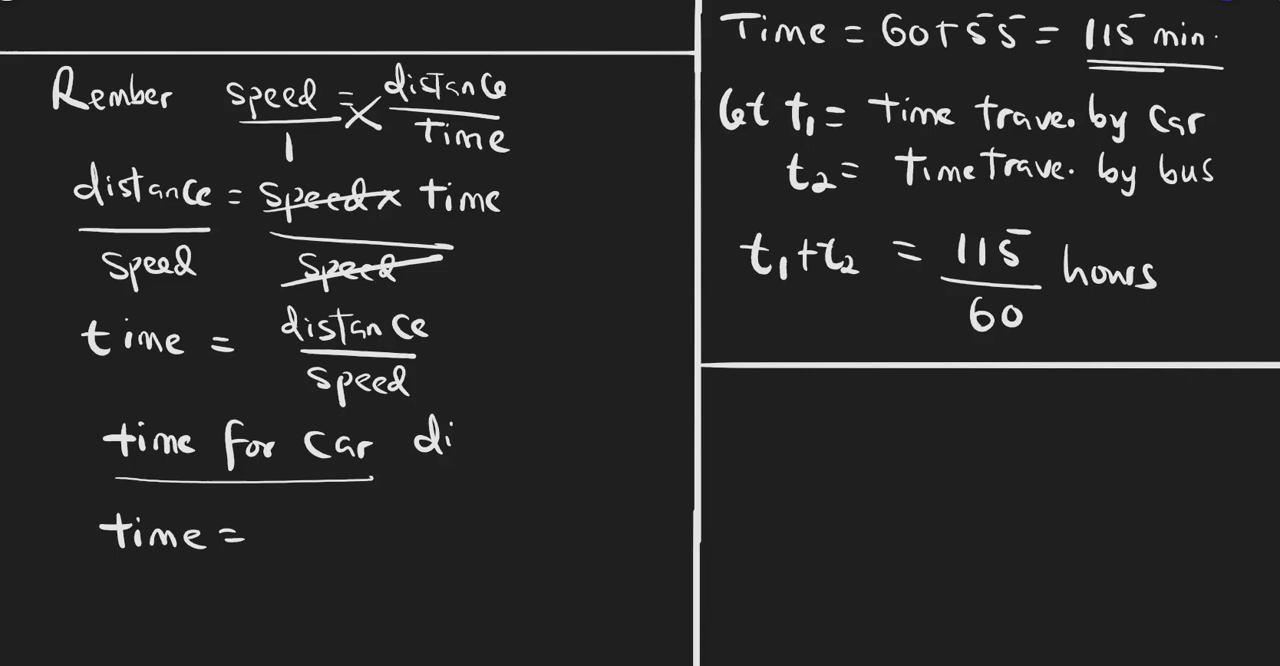 Rember speed/1 = distance/time
distance/speed = speed x time/speed
time = distance/speed
time for car di
time =
Time = 60+55 = 115 min.
let t1 = time trave. by car
t2 = time trave. by bus
t1+t2 = 115/60 hours